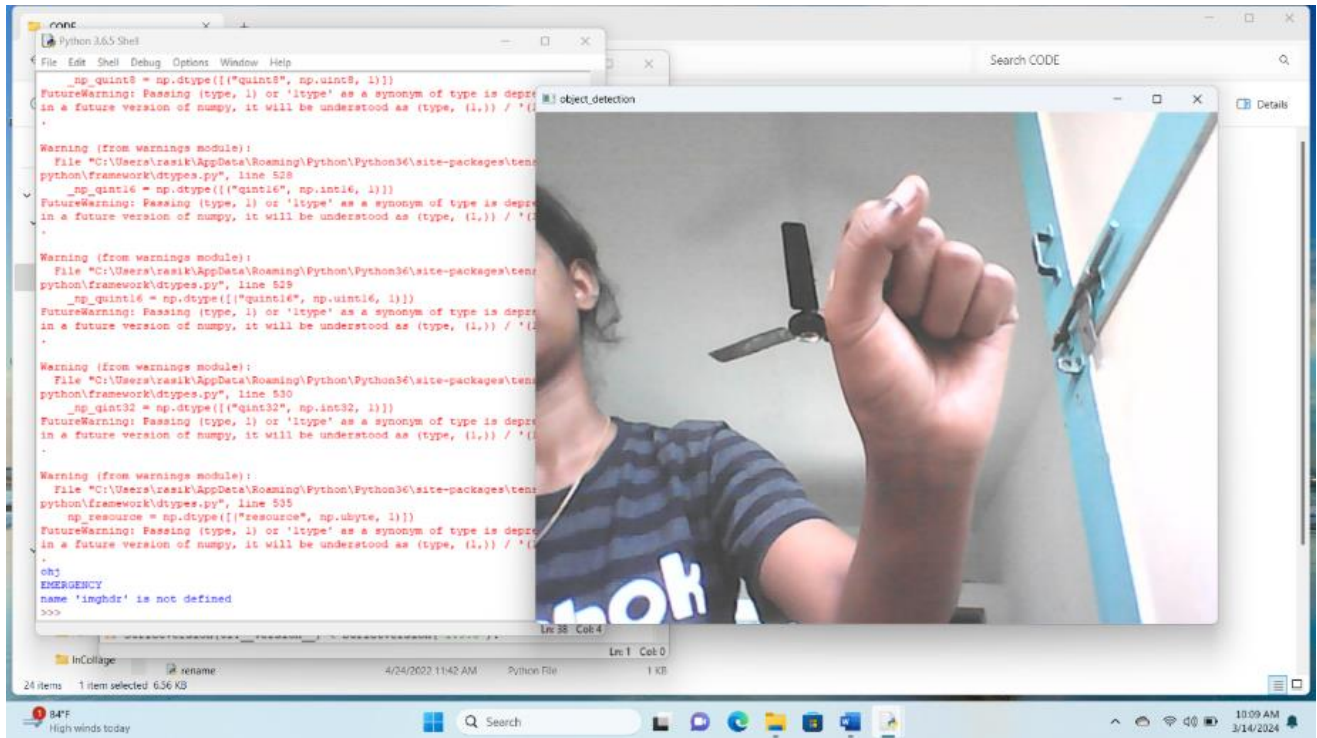 CODE
Python 3.6.5 Shell
File Edit Shell Debug Options Window Help
Search CODE
Details
object_detection
_np_quint8 = np.dtype([("quint8", np.uint8, 1)])
FutureWarning: Passing (type, 1) or '1type' as a synonym of type is depre
in a future version of numpy, it will be understood as (type, (1,)) / '(1
.
Warning (from warnings module):
File "C:\Users\rasik\AppData\Roaming\Python\Python36\site-packages\tens
python\framework\dtypes.py", line 528
_np_qint16 = np.dtype([("qint16", np.int16, 1)])
FutureWarning: Passing (type, 1) or '1type' as a synonym of type is depre
in a future version of numpy, it will be understood as (type, (1,)) / '(1
.
Warning (from warnings module):
File "C:\Users\rasik\AppData\Roaming\Python\Python36\site-packages\tens
python\framework\dtypes.py", line 529
_np_quint16 = np.dtype([("quint16", np.uint16, 1)])
FutureWarning: Passing (type, 1) or '1type' as a synonym of type is depre
in a future version of numpy, it will be understood as (type, (1,)) / '(1
.
Warning (from warnings module):
File "C:\Users\rasik\AppData\Roaming\Python\Python36\site-packages\tens
python\framework\dtypes.py", line 530
_np_qint32 = np.dtype([("qint32", np.int32, 1)])
FutureWarning: Passing (type, 1) or '1type' as a synonym of type is depre
in a future version of numpy, it will be understood as (type, (1,)) / '(1
.
Warning (from warnings module):
File "C:\Users\rasik\AppData\Roaming\Python\Python36\site-packages\tens
python\framework\dtypes.py", line 535
np_resource = np.dtype([("resource", np.ubyte, 1)])
FutureWarning: Passing (type, 1) or '1type' as a synonym of type is depre
in a future version of numpy, it will be understood as (type, (1,)) / '(1
.
obj
EMERGENCY
name 'imghdr' is not defined
>>>
Ln: 38 Col: 4
Ln: 1 Col: 0
InCollage
rename 4/24/2022 11:42 AM Python File 1 KB
24 items 1 item selected 6.56 KB
1
84°F
High winds today
Search
10:09 AM
3/14/2024